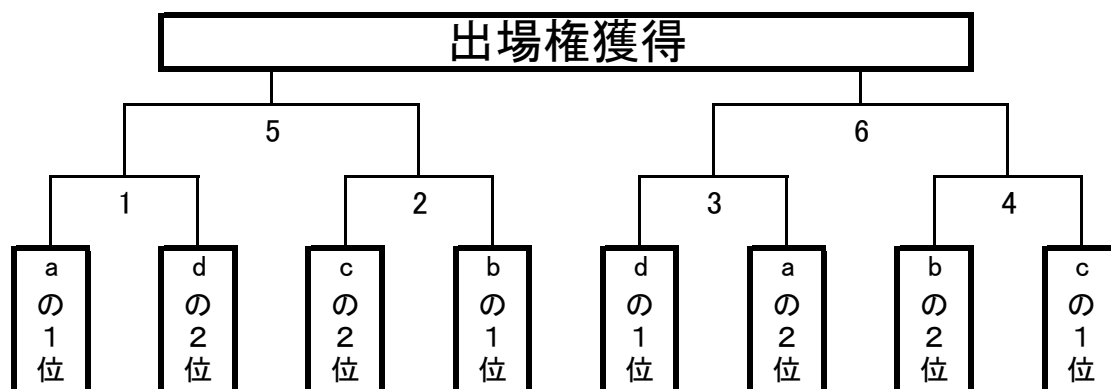 出場権獲得
5
6
1
2
3
4
aの１位
dの２位
cの２位
bの１位
dの１位
aの２位
bの２位
cの１位